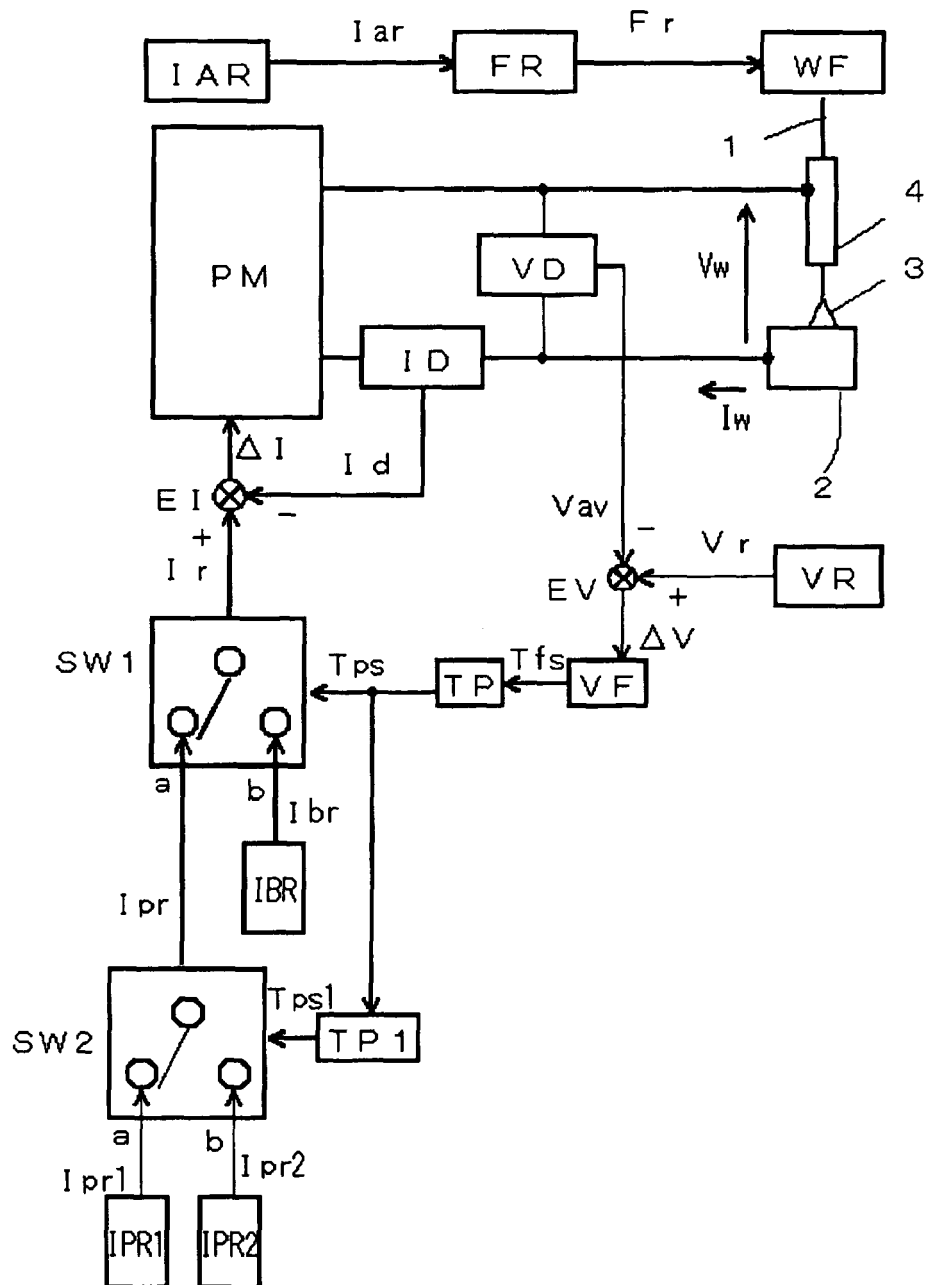 Iar
Fr
IAR
FR
WF
1
4
PM
VD
Vw
3
ID
Iw
2
ΔI
Id
EI
−
+
Vav
−
Vr
VR
Ir
EV
+
ΔV
SW1
Tps
TP
Tfs
VF
a
b
Ibr
IBR
Ipr
SW2
Tps1
TP1
a
b
Ipr1
Ipr2
IPR1
IPR2